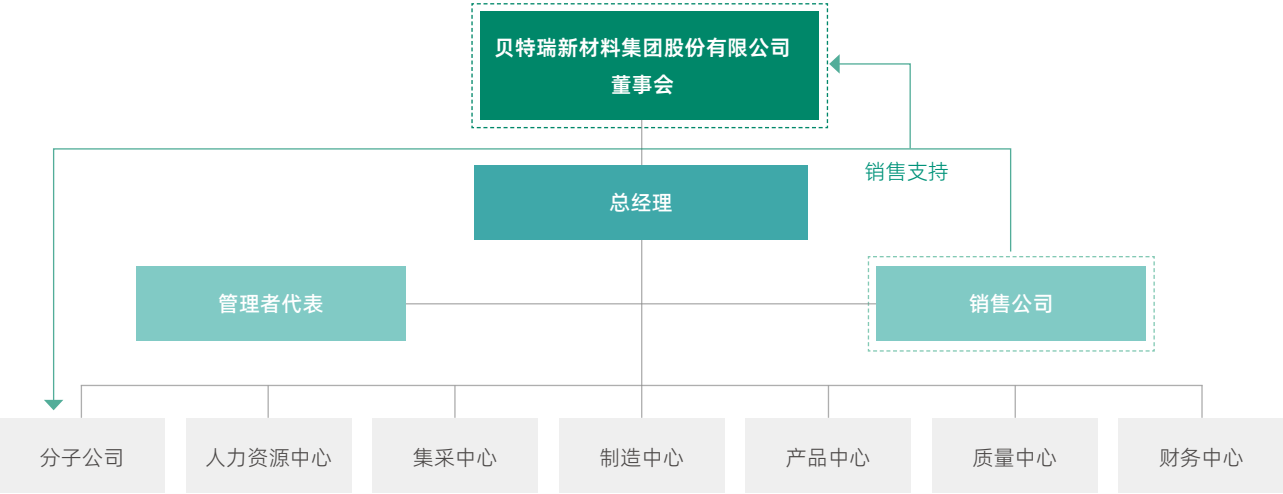 贝特瑞新材料集团股份有限公司
董事会
销售支持
总经理
管理者代表
销售公司
分子公司
人力资源中心
集采中心
制造中心
产品中心
质量中心
财务中心